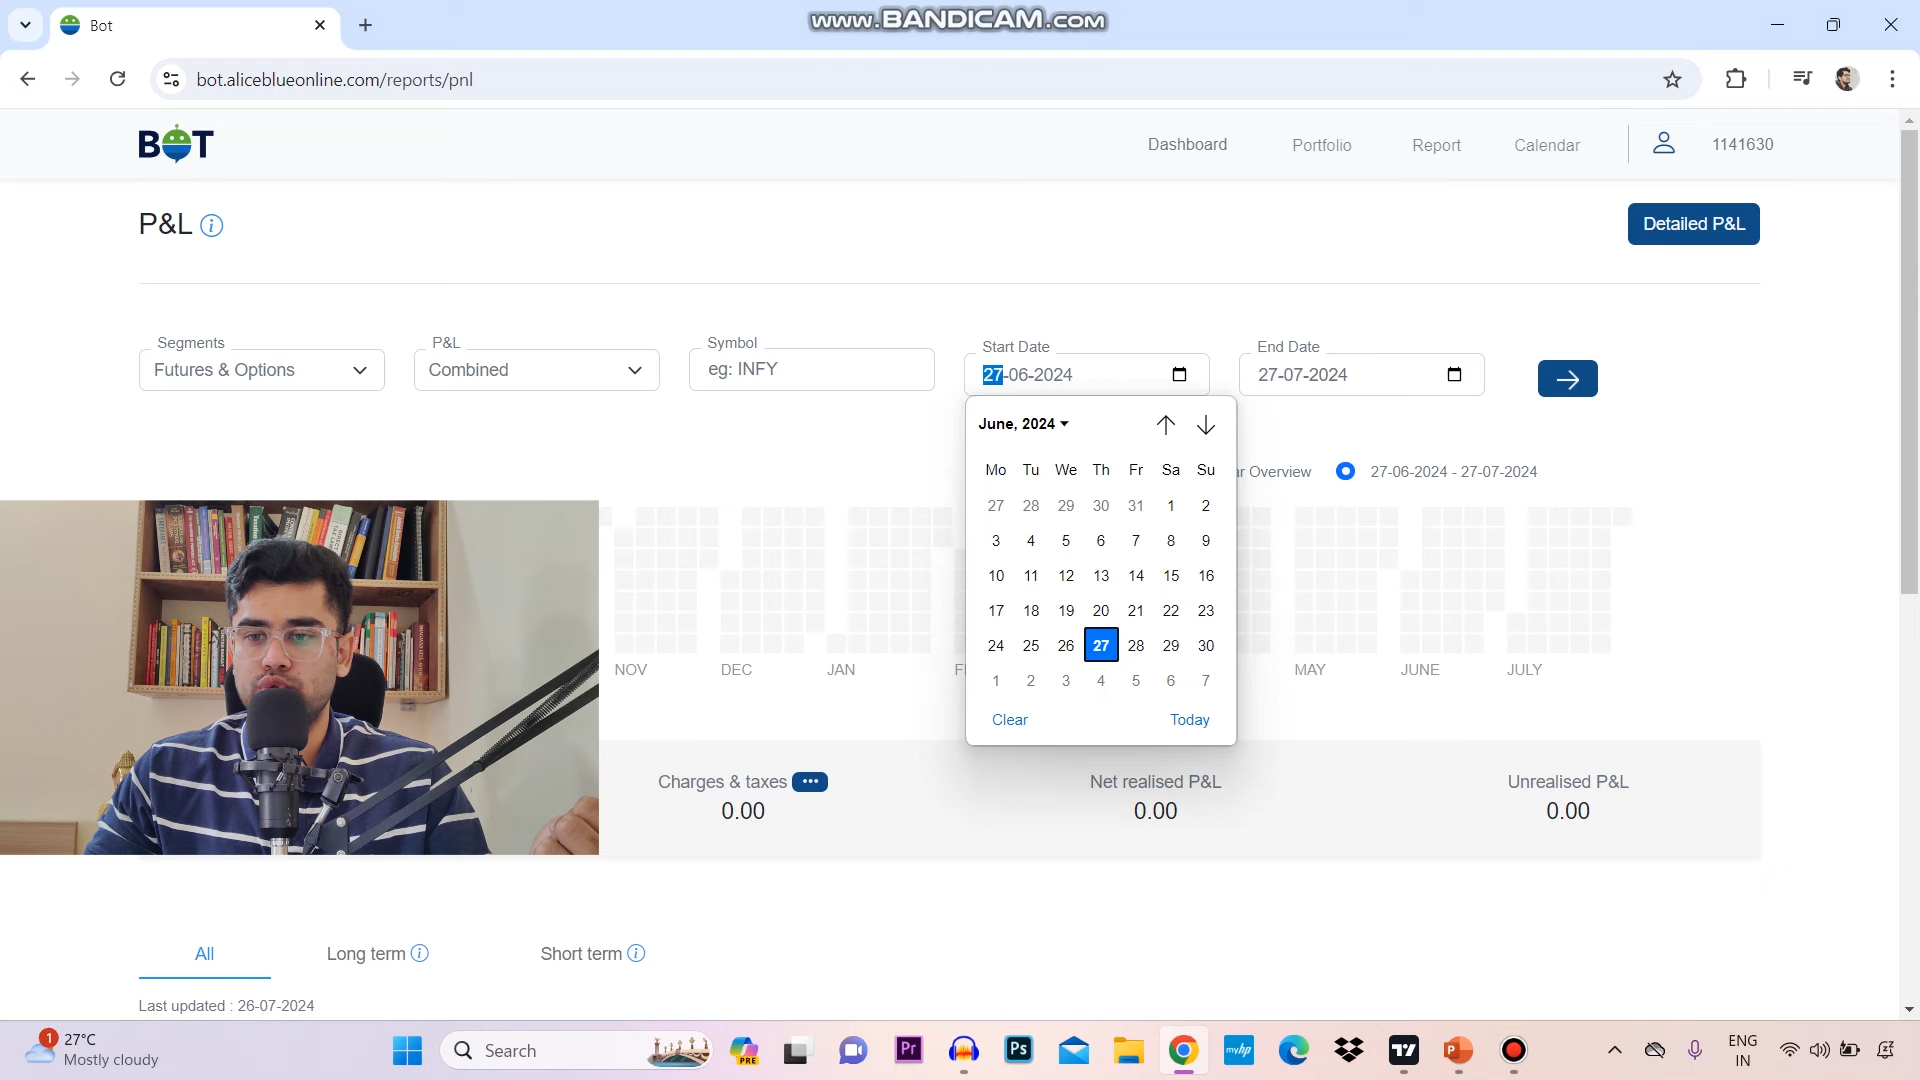 Bot
www.BANDICAM.com
bot.aliceblueonline.com/reports/pnl
BOT
Dashboard
Portfolio
Report
Calendar
1141630
P&L
Detailed P&L
Segments
P&L
Symbol
Start Date
End Date
Futures & Options
Combined
eg: INFY
27-06-2024
27-07-2024
June, 2024
ar Overview
27-06-2024 - 27-07-2024
Mo Tu We Th Fr Sa Su
27 28 29 30 31 1 2
3 4 5 6 7 8 9
10 11 12 13 14 15 16
17 18 19 20 21 22 23
24 25 26 27 28 29 30
1 2 3 4 5 6 7
Clear
Today
NOV
DEC
JAN
F
MAY
JUNE
JULY
Charges & taxes
0.00
Net realised P&L
0.00
Unrealised P&L
0.00
All
Long term
Short term
Last updated : 26-07-2024
1
27°C
Mostly cloudy
Search
PRE
Pr
Ps
myhp
P
ENG
IN